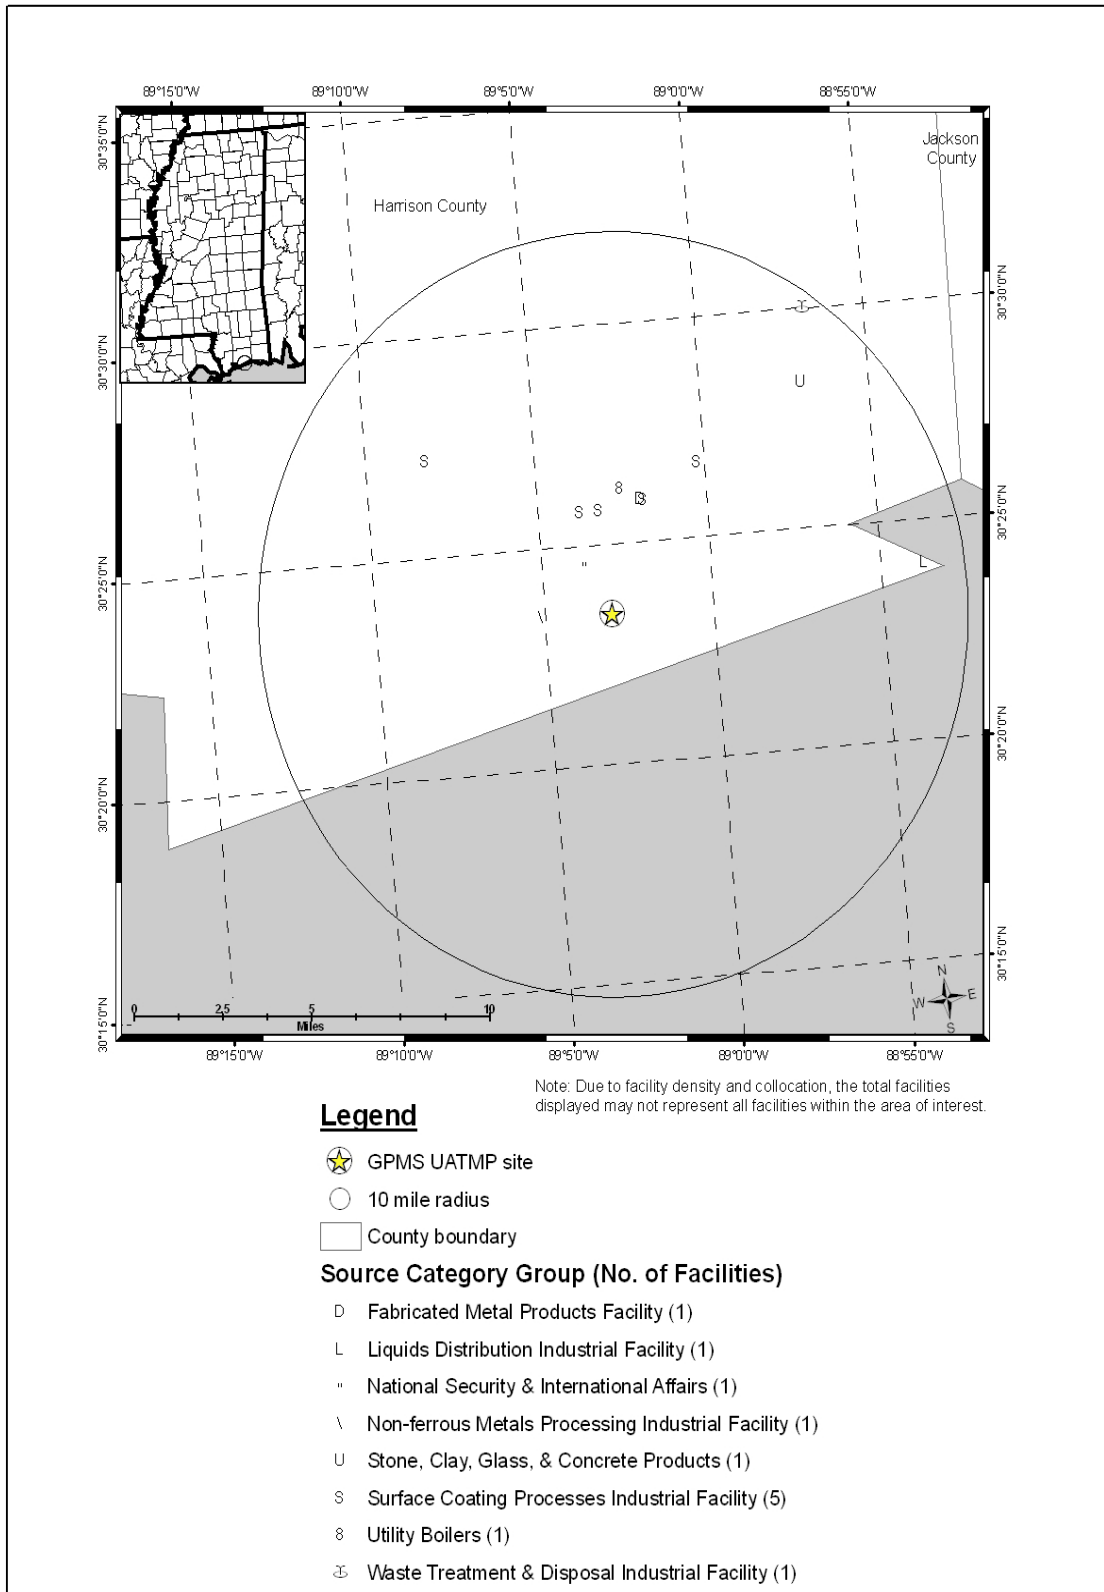 89°15'0"W 89°10'0"W 89°5'0"W 89°0'0"W 88°55'0"W
30°35'0"N
Jackson
County
Harrison County
30°30'0"N
30°30'0"N
U
S S
8
D S
S S
30°25'0"N
"
L
30°25'0"N
\
30°20'0"N
30°20'0"N
30°15'0"N
N
W E
S
0 2.5 5 10
Miles
30°15'0"N
89°15'0"W 89°10'0"W 89°5'0"W 89°0'0"W 88°55'0"W
Note: Due to facility density and collocation, the total facilities
displayed may not represent all facilities within the area of interest.
Legend
GPMS UATMP site
10 mile radius
County boundary
Source Category Group (No. of Facilities)
D Fabricated Metal Products Facility (1)
L Liquids Distribution Industrial Facility (1)
" National Security & International Affairs (1)
\ Non-ferrous Metals Processing Industrial Facility (1)
U Stone, Clay, Glass, & Concrete Products (1)
S Surface Coating Processes Industrial Facility (5)
8 Utility Boilers (1)
Waste Treatment & Disposal Industrial Facility (1)